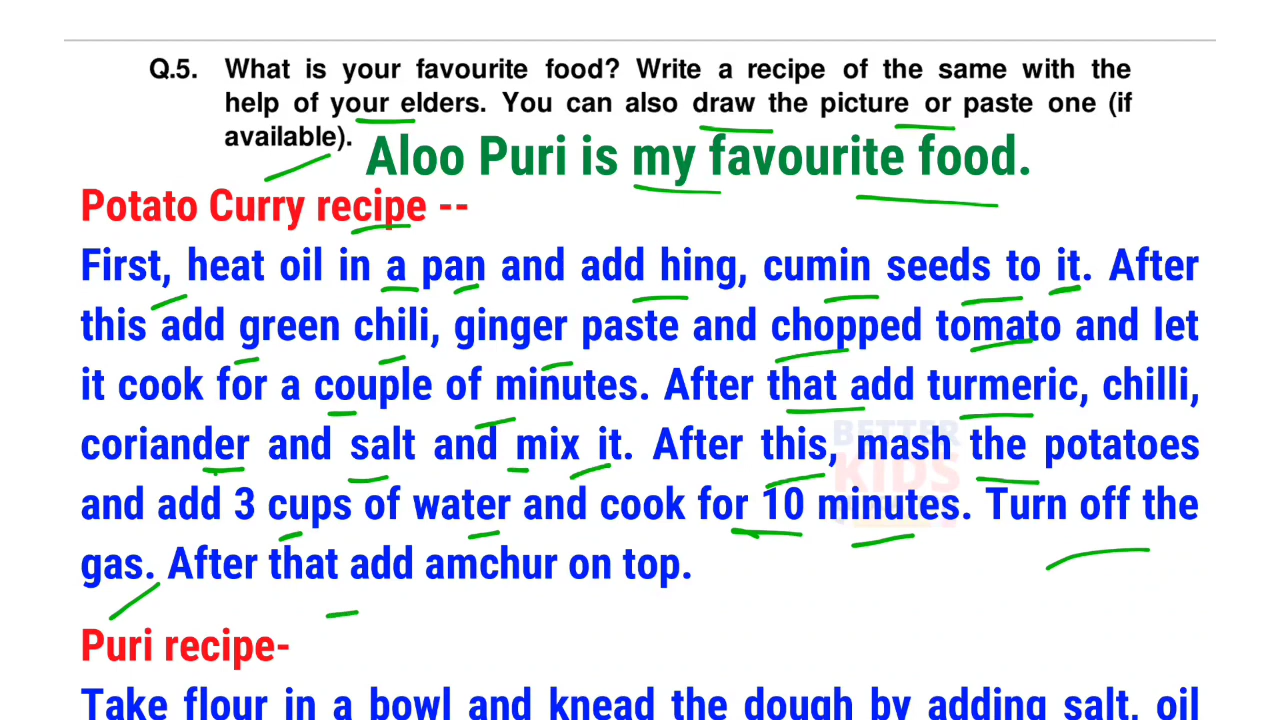 Q.5. What is your favourite food? Write a recipe of the same with the
help of your elders. You can also draw the picture or paste one (if
available).
Aloo Puri is my favourite food.
Potato Curry recipe --
First, heat oil in a pan and add hing, cumin seeds to it. After
this add green chili, ginger paste and chopped tomato and let
it cook for a couple of minutes. After that add turmeric, chilli,
coriander and salt and mix it. After this, mash the potatoes
and add 3 cups of water and cook for 10 minutes. Turn off the
gas. After that add amchur on top.
BETTER
KIDS
Puri recipe-
Take flour in a bowl and knead the dough by adding salt, oil